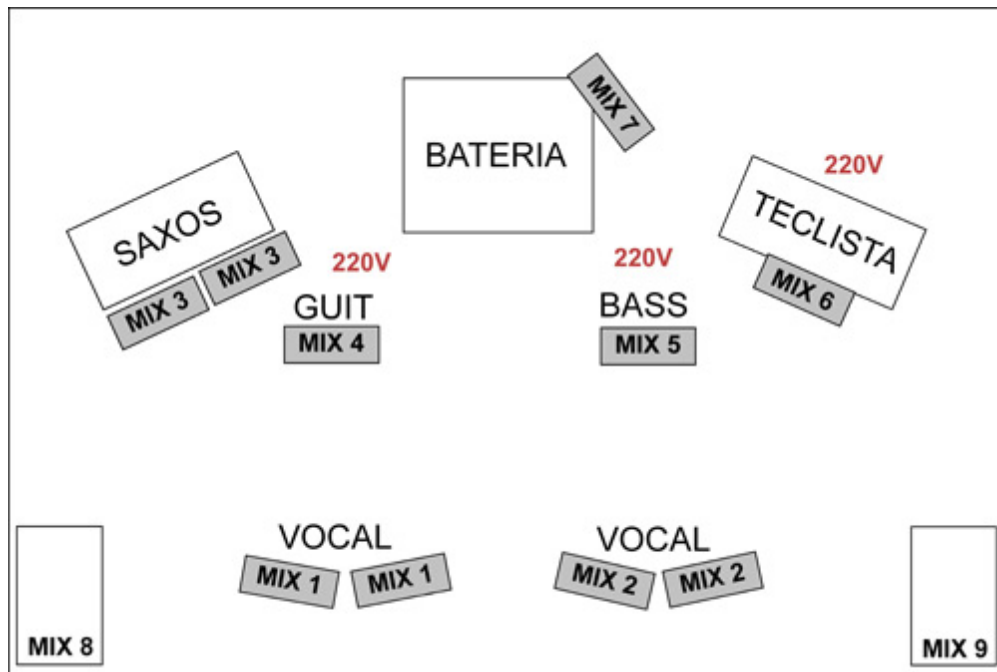 MIX 7
BATERIA
220V
SAXOS
TECLISTA
MIX 3
MIX 3
220V
220V
MIX 6
GUIT
BASS
MIX 4
MIX 5
VOCAL
VOCAL
MIX 1
MIX 1
MIX 2
MIX 2
MIX 8
MIX 9